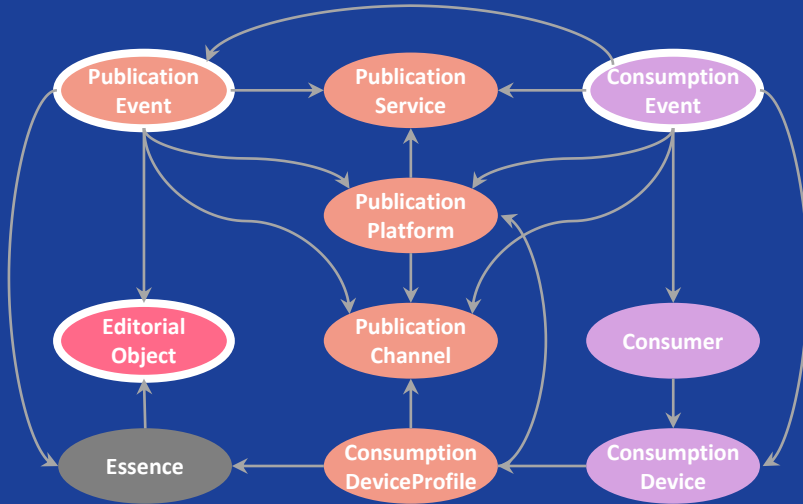 Publication
Event
Publication
Service
Consumption
Event
Publication
Platform
Editorial
Object
Publication
Channel
Consumer
Essence
Consumption
DeviceProfile
Consumption
Device